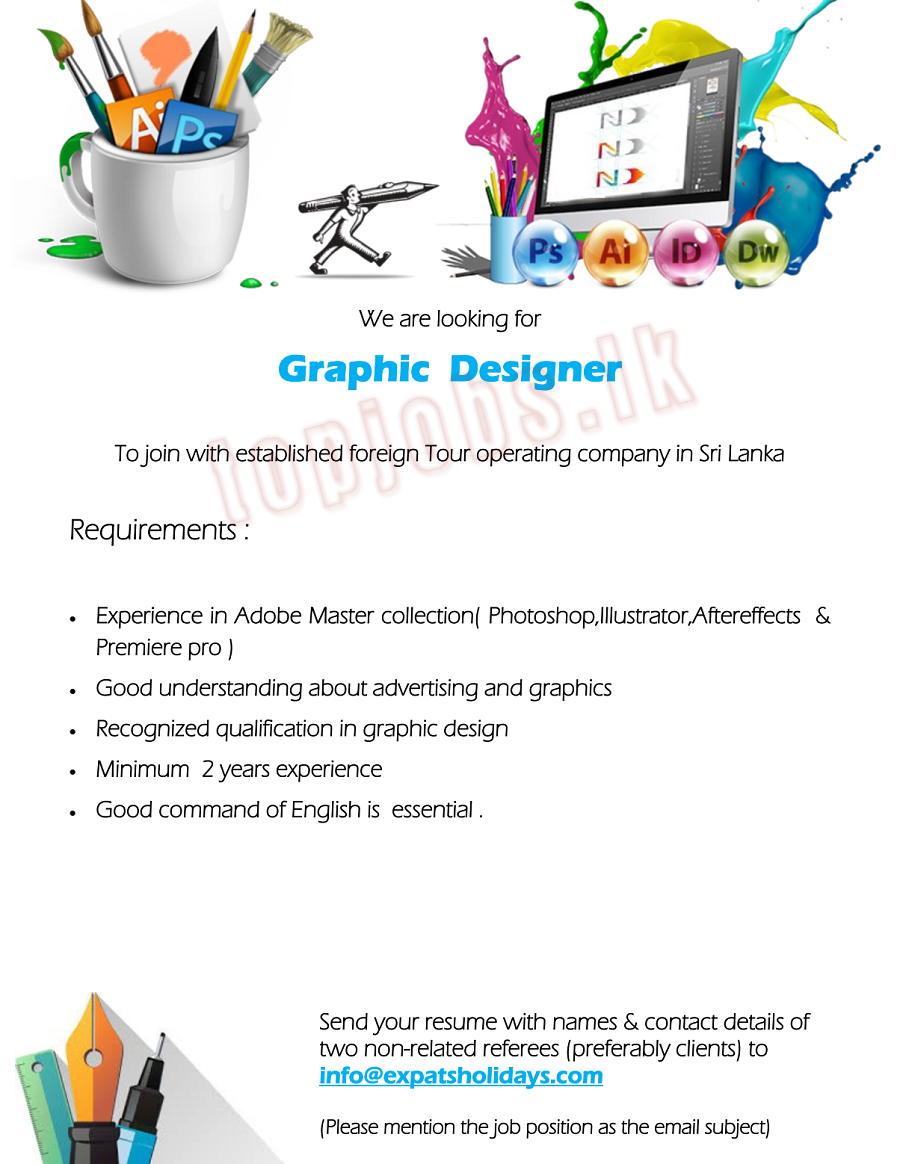 Ai
Ps
ND
ND
ND
Ps
Ai
ID
Dw
We are looking for
Graphic Designer
topjobs.lk
To join with established foreign Tour operating company in Sri Lanka
Requirements :
• Experience in Adobe Master collection( Photoshop,Illustrator,Aftereffects &
Premiere pro )
• Good understanding about advertising and graphics
• Recognized qualification in graphic design
• Minimum 2 years experience
• Good command of English is essential .
Send your resume with names & contact details of
two non-related referees (preferably clients) to
info@expatsholidays.com
(Please mention the job position as the email subject)